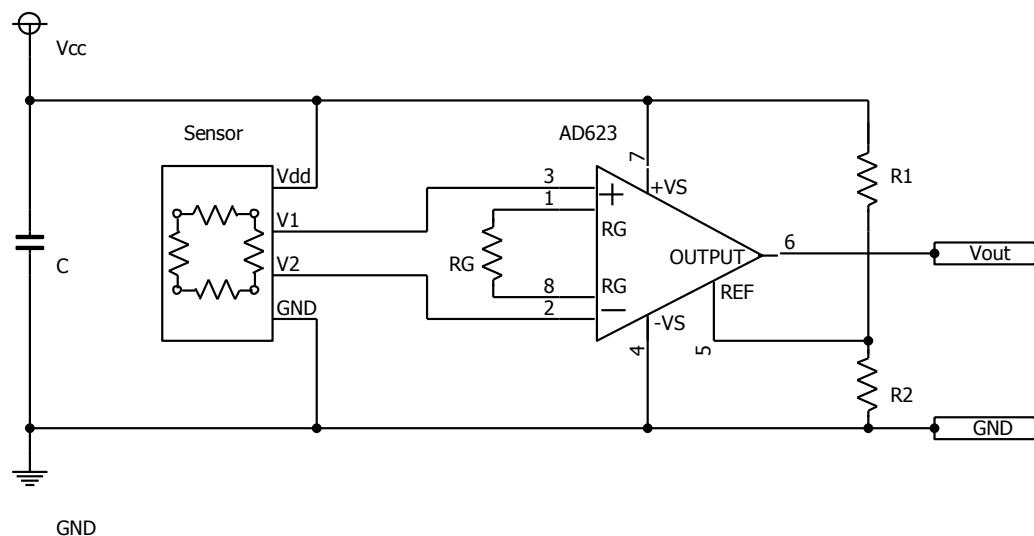 Vcc
Sensor
AD623
Vdd
7
R1
3
+VS
V1
1
RG
6
C
V2
RG
OUTPUT
Vout
8
RG
REF
GND
2
-VS
4
5
R2
GND
GND